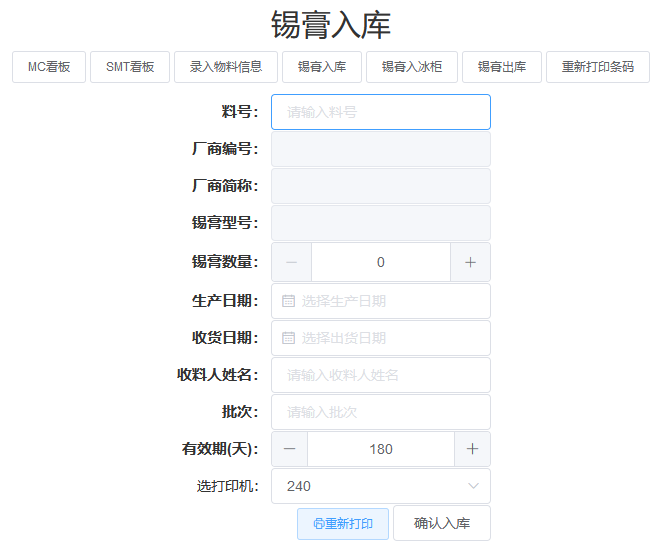 锡膏入库
MC看板 SMT看板 录入物料信息 锡膏入库 锡膏入冰柜 锡膏出库 重新打印条码
料号： 请输入料号
厂商编号：
厂商简称：
锡膏型号：
锡膏数量： 0
生产日期： 选择生产日期
收货日期： 选择出货日期
收料人姓名： 请输入收料人姓名
批次： 请输入批次
有效期(天)： 180
选打印机： 240
重新打印 确认入库